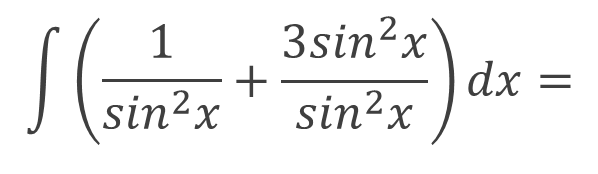 ∫ ( 1/sin²x + 3sin²x/sin²x ) dx =